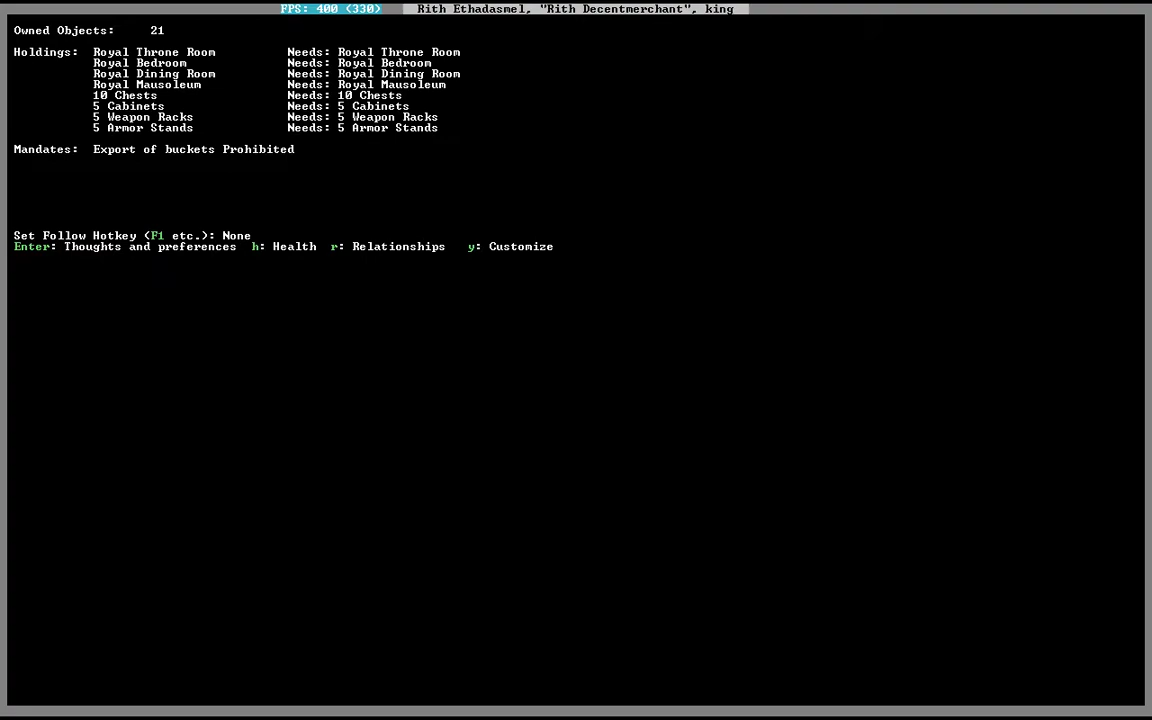 FPS: 400 (330) Rith Ethadasmel, "Rith Decentmerchant", king
Owned Objects: 21
Holdings: Royal Throne Room Needs: Royal Throne Room
Royal Bedroom Needs: Royal Bedroom
Royal Dining Room Needs: Royal Dining Room
Royal Mausoleum Needs: Royal Mausoleum
10 Chests Needs: 10 Chests
5 Cabinets Needs: 5 Cabinets
5 Weapon Racks Needs: 5 Weapon Racks
5 Armor Stands Needs: 5 Armor Stands
Mandates: Export of buckets Prohibited
Set Follow Hotkey (F1 etc.): None
Enter: Thoughts and preferences h: Health r: Relationships y: Customize